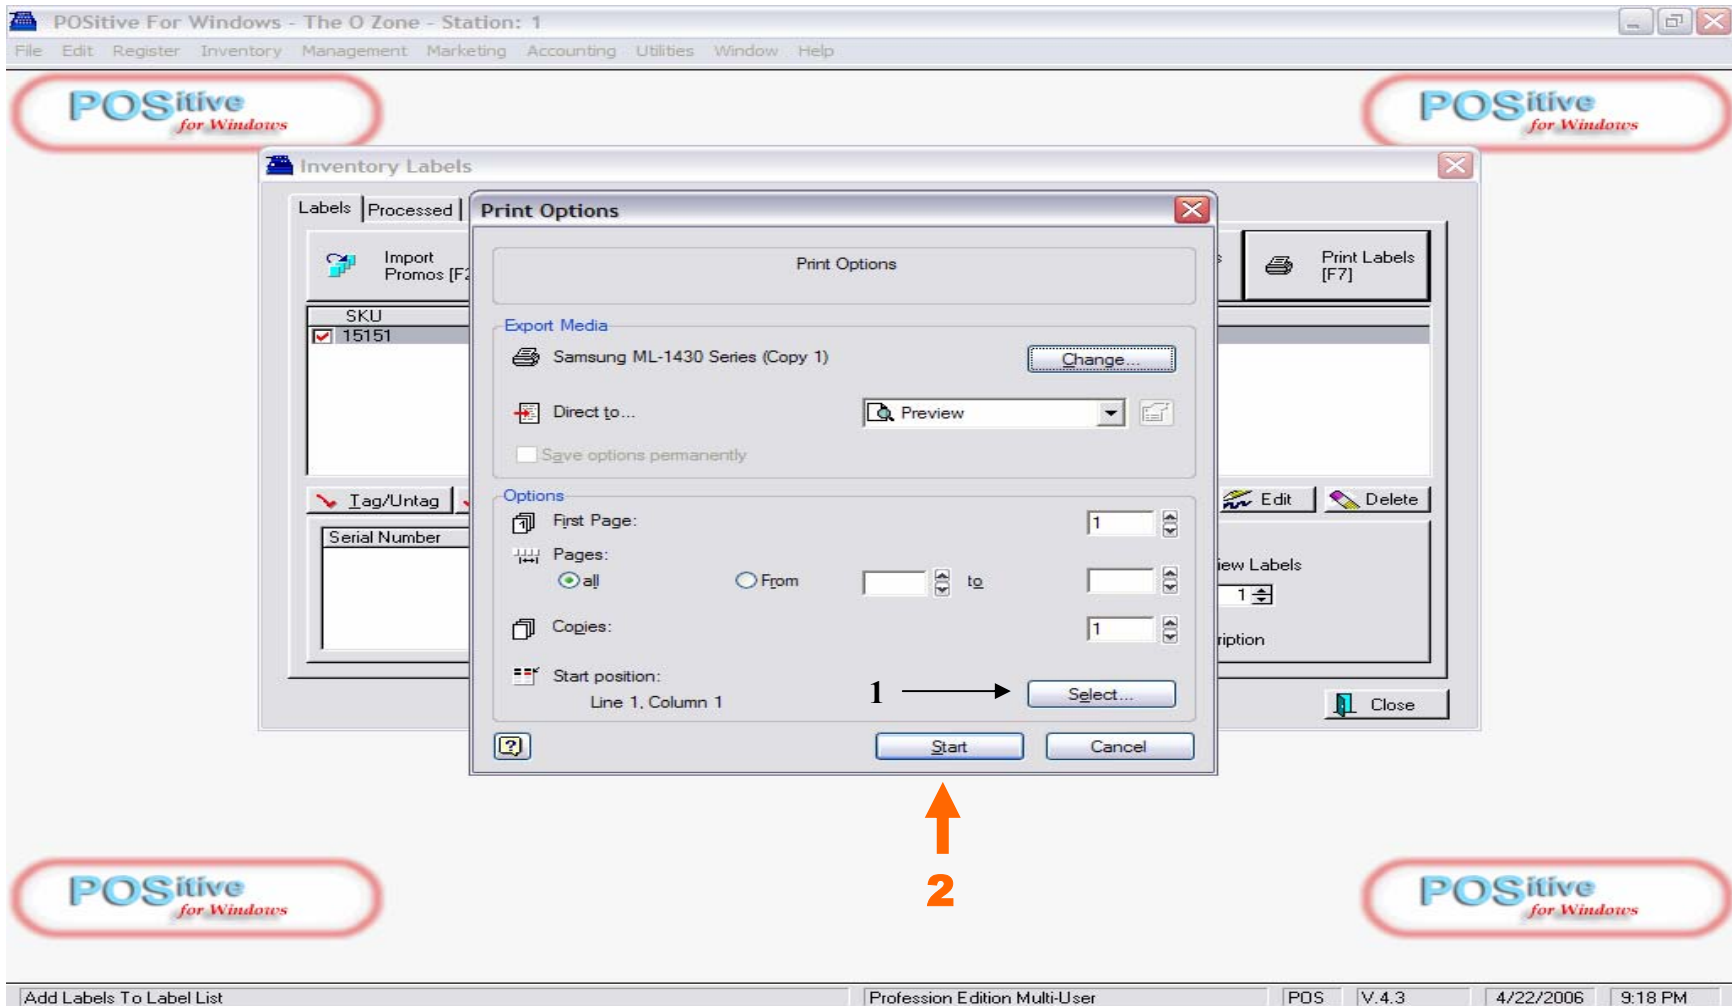 POSitive For Windows - The O Zone - Station: 1
File Edit Register Inventory Management Marketing Accounting Utilities Window Help
POSitive
for Windows
POSitive
for Windows
Inventory Labels
Labels Processed
Import
Promos
Print Labels
[F7]
SKU
15151
Tag/Untag
Edit
Delete
Serial Number
Labels
1
Close
Print Options
Print Options
Export Media
Samsung ML-1430 Series (Copy 1)
Change...
Direct to...
Preview
Save options permanently
Options
First Page:
1
Pages:
all
From
to
Copies:
1
Start position:
Line 1, Column 1
1
Select...
Start
Cancel
2
POSitive
for Windows
POSitive
for Windows
Add Labels To Label List
Profession Edition Multi-User
POS
V.4.3
4/22/2006
9:18 PM